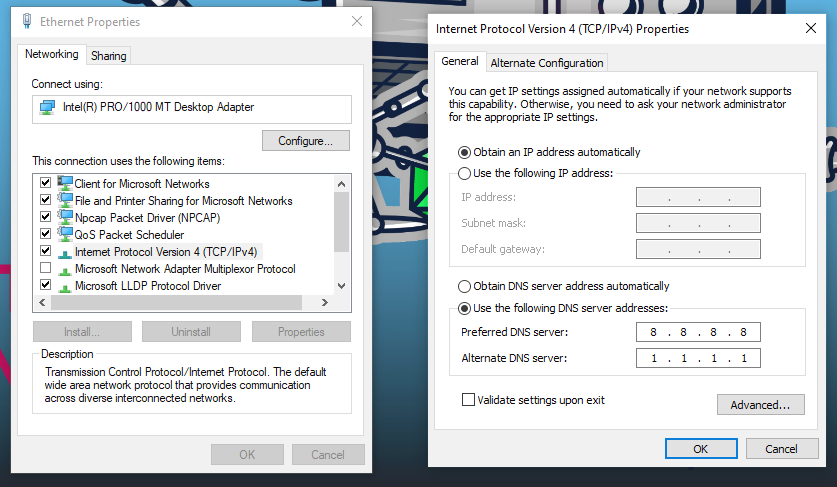 Ethernet Properties
Networking
Sharing
Connect using:
Intel(R) PRO/1000 MT Desktop Adapter
Configure...
This connection uses the following items:
Client for Microsoft Networks
File and Printer Sharing for Microsoft Networks
Npcap Packet Driver (NPCAP)
QoS Packet Scheduler
Internet Protocol Version 4 (TCP/IPv4)
Microsoft Network Adapter Multiplexor Protocol
Microsoft LLDP Protocol Driver
Install...
Uninstall
Properties
Description
Transmission Control Protocol/Internet Protocol. The default
wide area network protocol that provides communication
across diverse interconnected networks.
OK
Cancel
Internet Protocol Version 4 (TCP/IPv4) Properties
General
Alternate Configuration
You can get IP settings assigned automatically if your network supports
this capability. Otherwise, you need to ask your network administrator
for the appropriate IP settings.
Obtain an IP address automatically
Use the following IP address:
IP address:
. . .
Subnet mask:
. . .
Default gateway:
. . .
Obtain DNS server address automatically
Use the following DNS server addresses:
Preferred DNS server:
8 . 8 . 8 . 8
Alternate DNS server:
1 . 1 . 1 . 1
Validate settings upon exit
Advanced...
OK
Cancel